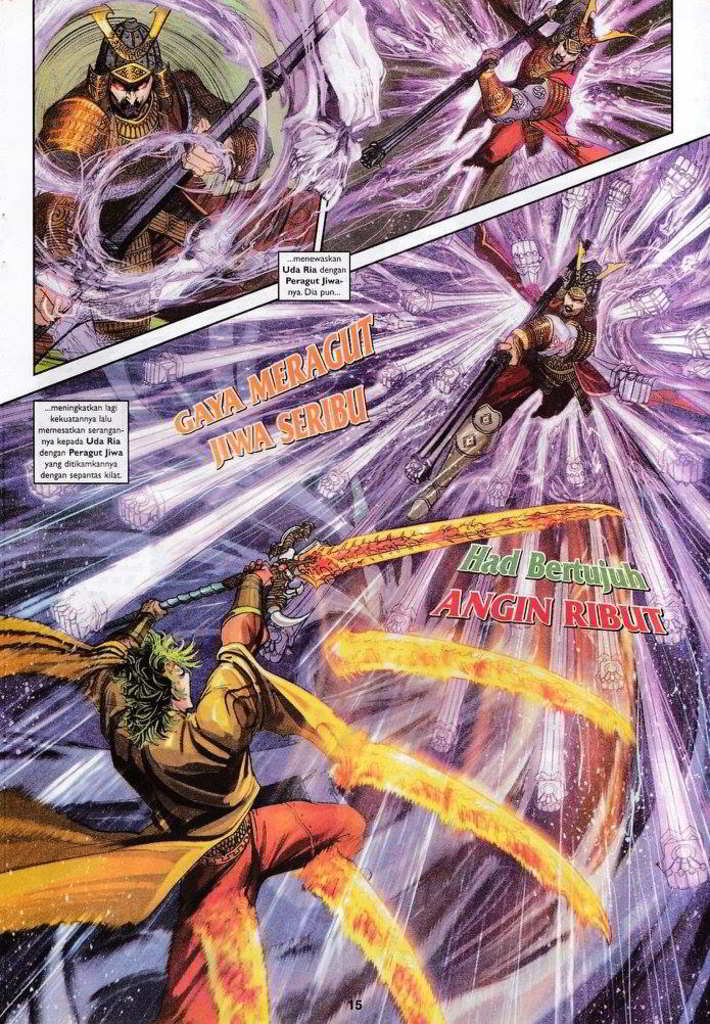 ...menewaskan
Uda Ria dengan
Peragut Jiwa-
nya. Dia pun...
GAYA MERAGUT
JIWA SERIBU
...meningkatkan lagi
kekuatannya lalu
memesatkan serangan-
nya kepada Uda Ria
dengan Peragut Jiwa
yang ditikamkannya
dengan sepantas kilat.
Had Bertujuh
ANGIN RIBUT
15